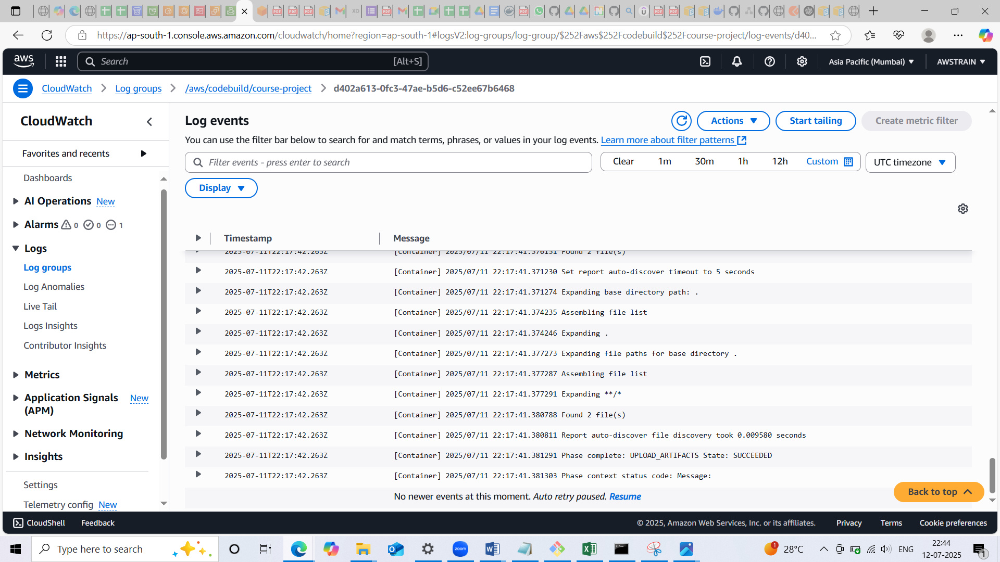 https://ap-south-1.console.aws.amazon.com/cloudwatch/home?region=ap-south-1#logsV2:log-groups/log-group/$252Faws$252Fcodebuild$252Fcourse-project/log-events/d40...
aws
Search [Alt+S]
Asia Pacific (Mumbai)
AWSTRAIN
CloudWatch
Log groups
/aws/codebuild/course-project
d402a613-0fc3-47ae-b5d6-c52ee67b6468
CloudWatch
Favorites and recents
Dashboards
AI Operations New
Alarms 0 0 1
Logs
Log groups
Log Anomalies
Live Tail
Logs Insights
Contributor Insights
Metrics
Application Signals (APM) New
Network Monitoring
Insights
Settings
Telemetry config New
Log events
Actions
Start tailing
Create metric filter
You can use the filter bar below to search for and match terms, phrases, or values in your log events. Learn more about filter patterns
Filter events - press enter to search
Clear 1m 30m 1h 12h Custom
UTC timezone
Display
Timestamp Message
2025-07-11T22:17:42.263Z [Container] 2025/07/11 22:17:41.370151 Found 2 file(s)
2025-07-11T22:17:42.263Z [Container] 2025/07/11 22:17:41.371230 Set report auto-discover timeout to 5 seconds
2025-07-11T22:17:42.263Z [Container] 2025/07/11 22:17:41.371274 Expanding base directory path: .
2025-07-11T22:17:42.263Z [Container] 2025/07/11 22:17:41.374235 Assembling file list
2025-07-11T22:17:42.263Z [Container] 2025/07/11 22:17:41.374246 Expanding .
2025-07-11T22:17:42.263Z [Container] 2025/07/11 22:17:41.377273 Expanding file paths for base directory .
2025-07-11T22:17:42.263Z [Container] 2025/07/11 22:17:41.377287 Assembling file list
2025-07-11T22:17:42.263Z [Container] 2025/07/11 22:17:41.377291 Expanding **/*
2025-07-11T22:17:42.263Z [Container] 2025/07/11 22:17:41.380788 Found 2 file(s)
2025-07-11T22:17:42.263Z [Container] 2025/07/11 22:17:41.380811 Report auto-discover file discovery took 0.009580 seconds
2025-07-11T22:17:42.263Z [Container] 2025/07/11 22:17:41.381291 Phase complete: UPLOAD_ARTIFACTS State: SUCCEEDED
2025-07-11T22:17:42.263Z [Container] 2025/07/11 22:17:41.381303 Phase context status code: Message:
No newer events at this moment. Auto retry paused. Resume
Back to top
CloudShell Feedback
© 2025, Amazon Web Services, Inc. or its affiliates. Privacy Terms Cookie preferences
Type here to search
zoom
1
28°C
ENG
22:44
12-07-2025
1